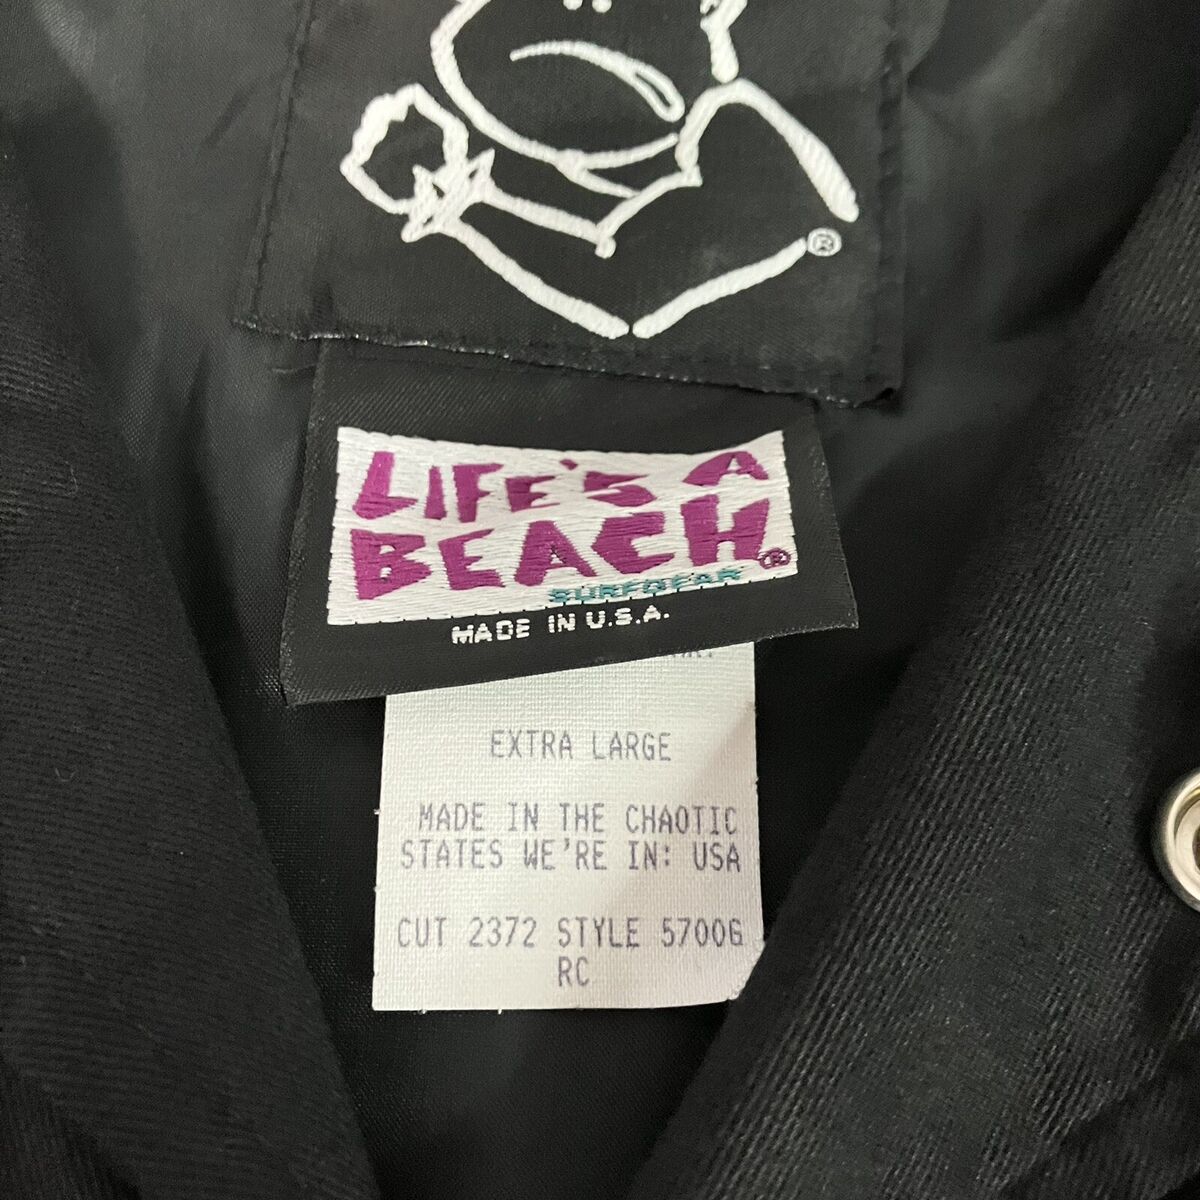 ®
LIFE'S A
BEACH®
SURFGEAR
MADE IN U.S.A.
EXTRA LARGE
MADE IN THE CHAOTIC
STATES WE'RE IN: USA
CUT 2372 STYLE 5700G
RC